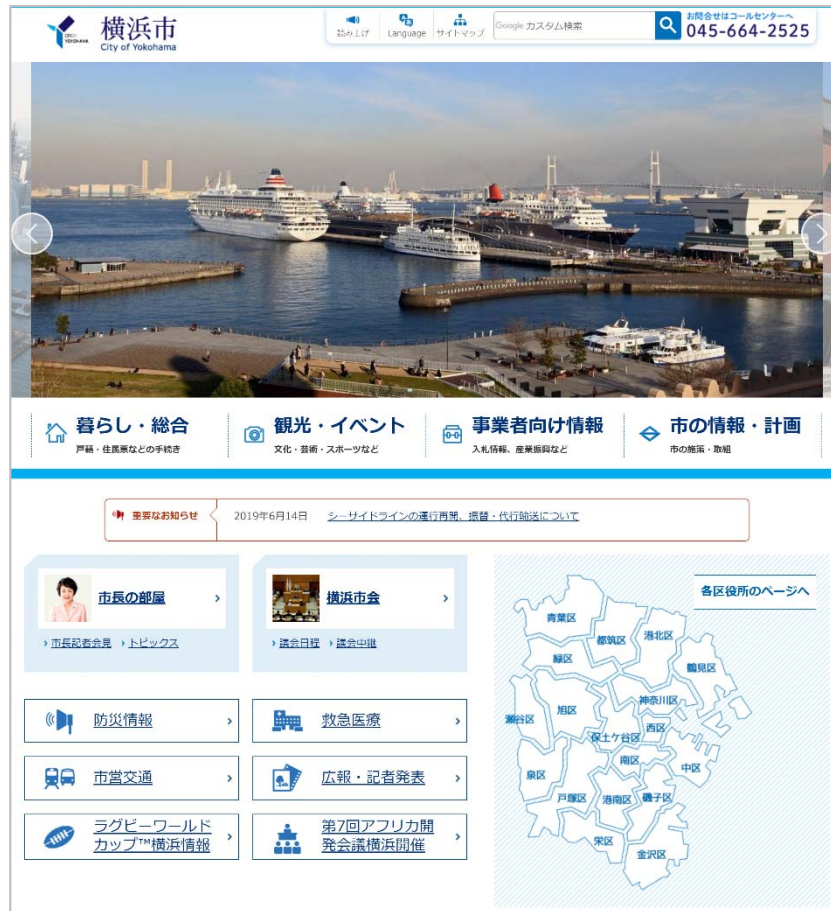 OPEN
YOKOHAMA
横浜市
City of Yokohama
読み上げ
Language
サイトマップ
Google カスタム検索
お問合せはコールセンターへ
045-664-2525
暮らし・総合
戸籍・住民票などの手続き
観光・イベント
文化・芸術・スポーツなど
事業者向け情報
入札情報、産業振興など
市の情報・計画
市の施策・取組
重要なお知らせ
2019年6月14日 シーサイドラインの運行再開、振替・代行輸送について
市長の部屋
市長記者会見 トピックス
横浜市会
議会日程 議会中継
防災情報
救急医療
市営交通
広報・記者発表
ラグビーワールド
カップ™横浜情報
第7回アフリカ開
発会議横浜開催
各区役所のページへ
青葉区
都筑区
港北区
緑区
鶴見区
神奈川区
瀬谷区
旭区
西区
保土ケ谷区
南区
中区
泉区
戸塚区
港南区
磯子区
栄区
金沢区